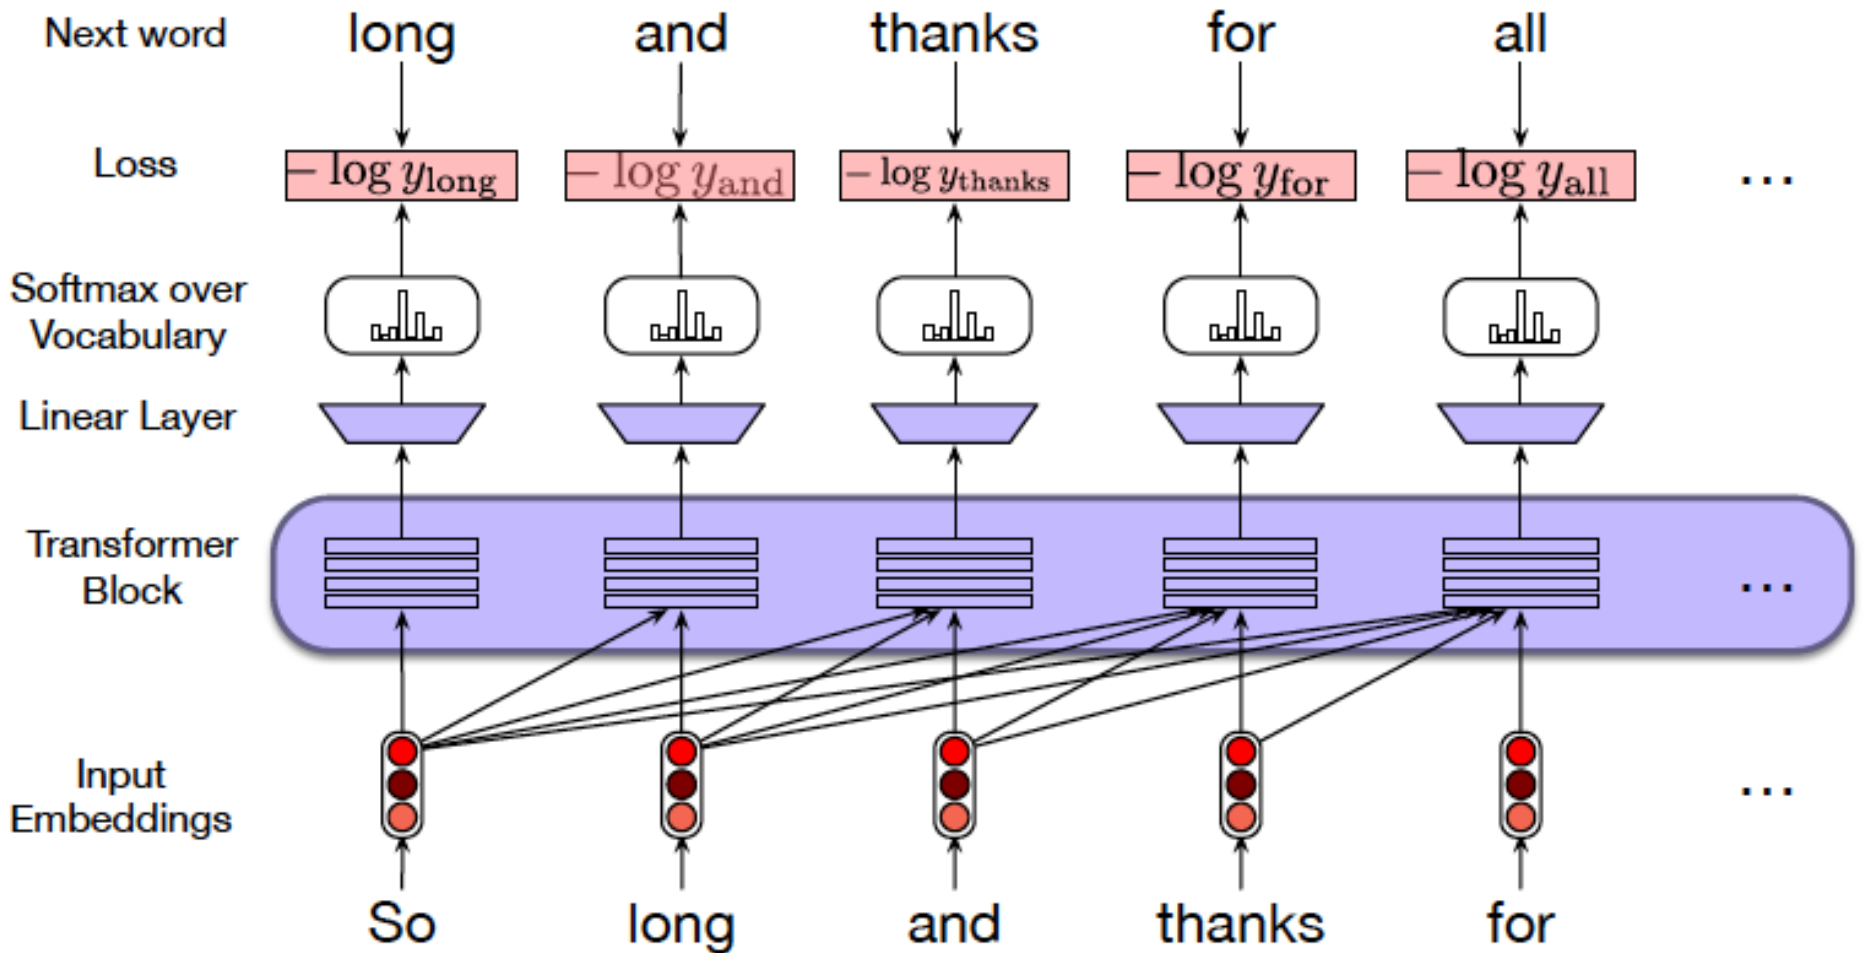 Next word long and thanks for all
Loss − log y_long − log y_and − log y_thanks − log y_for − log y_all ...
Softmax over
Vocabulary
Linear Layer
Transformer
Block ...
Input
Embeddings ...
So long and thanks for